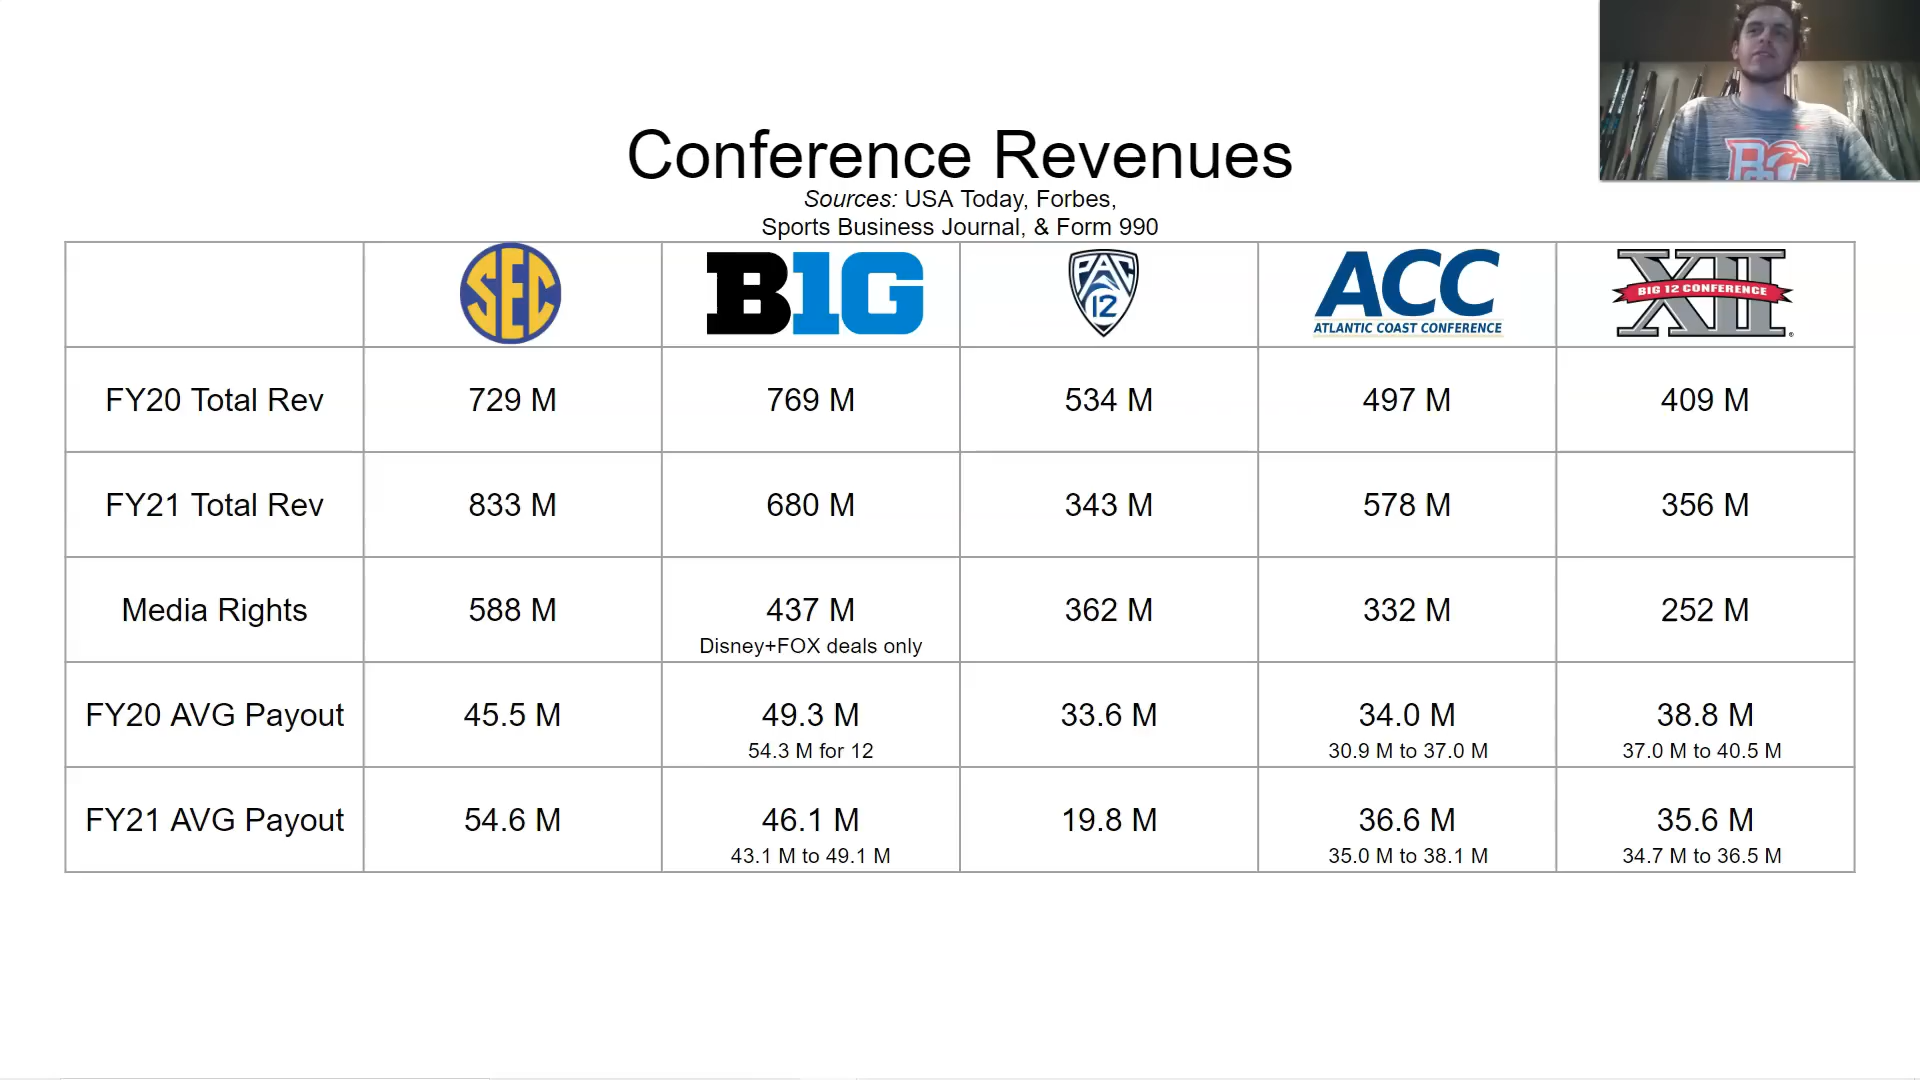 Conference Revenues
Sources: USA Today, Forbes,
Sports Business Journal, & Form 990
SEC B1G PAC 12 ACC ATLANTIC COAST CONFERENCE XII BIG 12 CONFERENCE ®
FY20 Total Rev 729 M 769 M 534 M 497 M 409 M
FY21 Total Rev 833 M 680 M 343 M 578 M 356 M
Media Rights 588 M 437 M 362 M 332 M 252 M
Disney+FOX deals only
FY20 AVG Payout 45.5 M 49.3 M 33.6 M 34.0 M 38.8 M
54.3 M for 12 30.9 M to 37.0 M 37.0 M to 40.5 M
FY21 AVG Payout 54.6 M 46.1 M 19.8 M 36.6 M 35.6 M
43.1 M to 49.1 M 35.0 M to 38.1 M 34.7 M to 36.5 M